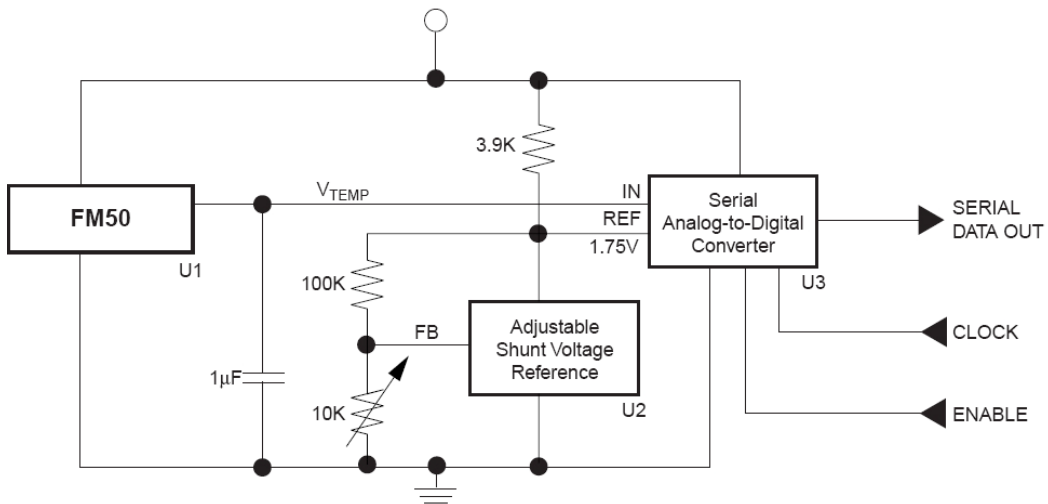 3.9K
V_TEMP
IN
FM50
Serial
Analog-to-Digital
Converter
SERIAL
DATA OUT
REF
1.75V
U1
U3
100K
FB
Adjustable
Shunt Voltage
Reference
CLOCK
1μF
10K
U2
ENABLE